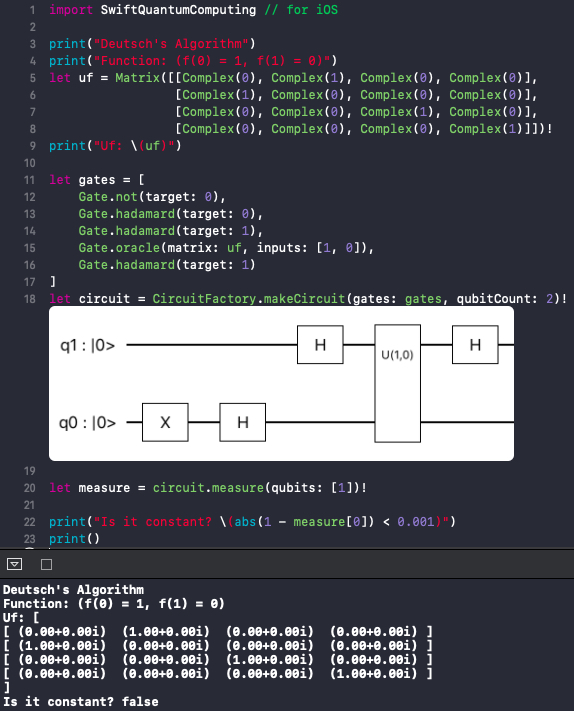 1 import SwiftQuantumComputing // for iOS
2
3 print("Deutsch's Algorithm")
4 print("Function: (f(0) = 1, f(1) = 0)")
5 let uf = Matrix([[Complex(0), Complex(1), Complex(0), Complex(0)],
6 [Complex(1), Complex(0), Complex(0), Complex(0)],
7 [Complex(0), Complex(0), Complex(1), Complex(0)],
8 [Complex(0), Complex(0), Complex(0), Complex(1)]])!
9 print("Uf: \(uf)")
10
11 let gates = [
12 Gate.not(target: 0),
13 Gate.hadamard(target: 0),
14 Gate.hadamard(target: 1),
15 Gate.oracle(matrix: uf, inputs: [1, 0]),
16 Gate.hadamard(target: 1)
17 ]
18 let circuit = CircuitFactory.makeCircuit(gates: gates, qubitCount: 2)!
q1 : |0> H U(1,0) H
q0 : |0> X H
19
20 let measure = circuit.measure(qubits: [1])!
21
22 print("Is it constant? \(abs(1 - measure[0]) < 0.001)")
23 print()
Deutsch's Algorithm
Function: (f(0) = 1, f(1) = 0)
Uf: [
[ (0.00+0.00i) (1.00+0.00i) (0.00+0.00i) (0.00+0.00i) ]
[ (1.00+0.00i) (0.00+0.00i) (0.00+0.00i) (0.00+0.00i) ]
[ (0.00+0.00i) (0.00+0.00i) (1.00+0.00i) (0.00+0.00i) ]
[ (0.00+0.00i) (0.00+0.00i) (0.00+0.00i) (1.00+0.00i) ]
]
Is it constant? false